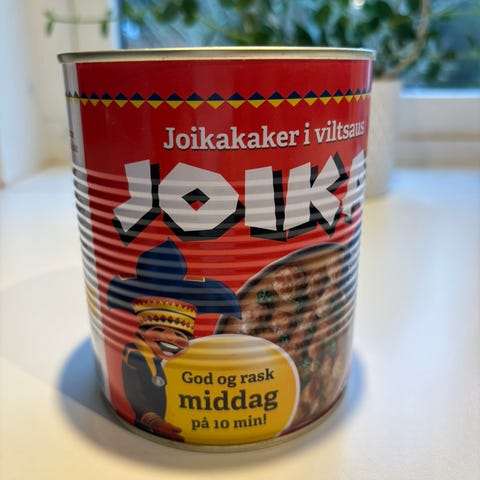 Joikakaker i viltsaus
JOIKA
God og rask
middag
på 10 min!